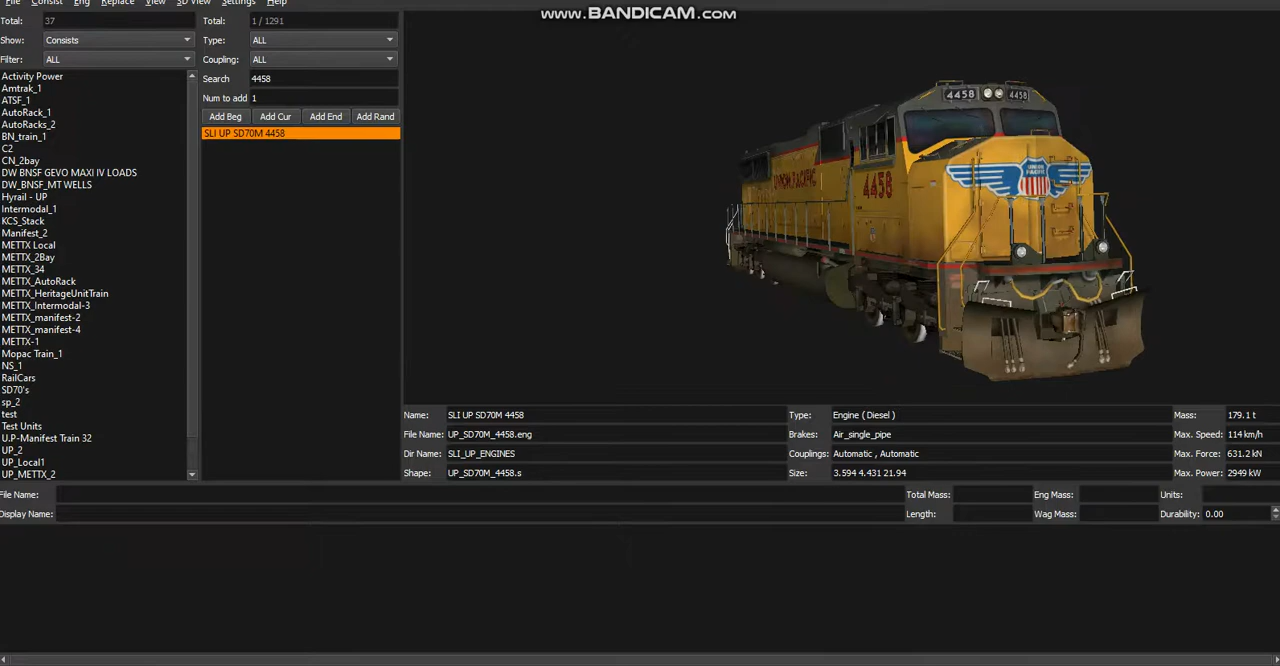 File Consist Eng Replace View 3D View Settings Help
www.BANDICAM.com
Total: 37
Total: 1 / 1291
Show: Consists
Type: ALL
Filter: ALL
Coupling: ALL
Search 4458
Num to add 1
Add Beg Add Cur Add End Add Rand
SLI UP SD70M 4458
Activity Power
Amtrak_1
ATSF_1
AutoRack_1
AutoRacks_2
BN_train_1
C2
CN_2bay
DW BNSF GEVO MAXI IV LOADS
DW_BNSF_MT WELLS
Hyrail - UP
Intermodal_1
KCS_Stack
Manifest_2
METTX Local
METTX_2Bay
METTX_34
METTX_AutoRack
METTX_HeritageUnitTrain
METTX_Intermodal-3
METTX_manifest-2
METTX_manifest-4
METTX-1
Mopac Train_1
NS_1
RailCars
SD70's
sp_2
test
Test Units
U.P-Manifest Train 32
UP_2
UP_Local1
UP_METTX_2
4458 4458
UNION PACIFIC
4458
UNION PACIFIC
Name: SLI UP SD70M 4458 Type: Engine ( Diesel ) Mass: 179.1 t
File Name: UP_SD70M_4458.eng Brakes: Air_single_pipe Max. Speed: 114 km/h
Dir Name: SLI_UP_ENGINES Couplings: Automatic , Automatic Max. Force: 631.2 kN
Shape: UP_SD70M_4458.s Size: 3.594 4.431 21.94 Max. Power: 2949 kW
File Name: Total Mass: Eng Mass: Units:
Display Name: Length: Wag Mass: Durability: 0.00